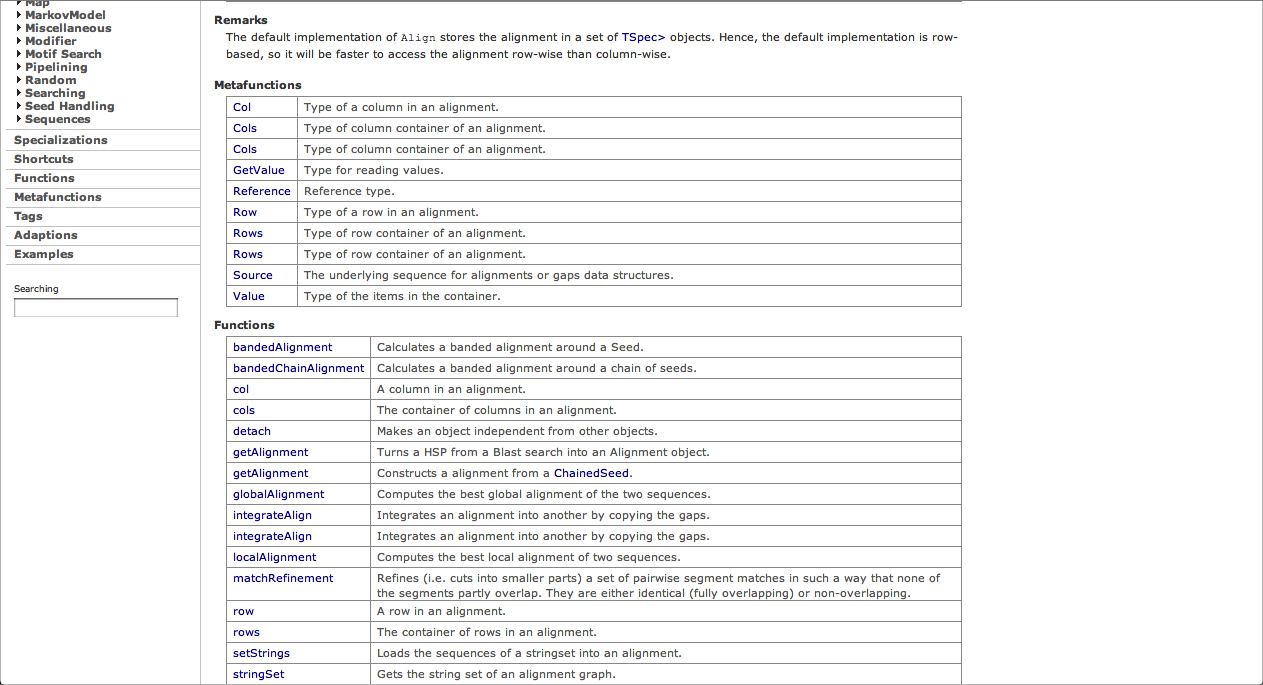 Map
MarkovModel
Miscellaneous
Modifier
Motif Search
Pipelining
Random
Searching
Seed Handling
Sequences
Specializations
Shortcuts
Functions
Metafunctions
Tags
Adaptions
Examples
Searching
Remarks
The default implementation of Align stores the alignment in a set of TSpec> objects. Hence, the default implementation is row-
based, so it will be faster to access the alignment row-wise than column-wise.
Metafunctions
Col Type of a column in an alignment.
Cols Type of column container of an alignment.
Cols Type of column container of an alignment.
GetValue Type for reading values.
Reference Reference type.
Row Type of a row in an alignment.
Rows Type of row container of an alignment.
Rows Type of row container of an alignment.
Source The underlying sequence for alignments or gaps data structures.
Value Type of the items in the container.
Functions
bandedAlignment Calculates a banded alignment around a Seed.
bandedChainAlignment Calculates a banded alignment around a chain of seeds.
col A column in an alignment.
cols The container of columns in an alignment.
detach Makes an object independent from other objects.
getAlignment Turns a HSP from a Blast search into an Alignment object.
getAlignment Constructs a alignment from a ChainedSeed.
globalAlignment Computes the best global alignment of the two sequences.
integrateAlign Integrates an alignment into another by copying the gaps.
integrateAlign Integrates an alignment into another by copying the gaps.
localAlignment Computes the best local alignment of two sequences.
matchRefinement Refines (i.e. cuts into smaller parts) a set of pairwise segment matches in such a way that none of
the segments partly overlap. They are either identical (fully overlapping) or non-overlapping.
row A row in an alignment.
rows The container of rows in an alignment.
setStrings Loads the sequences of a stringset into an alignment.
stringSet Gets the string set of an alignment graph.